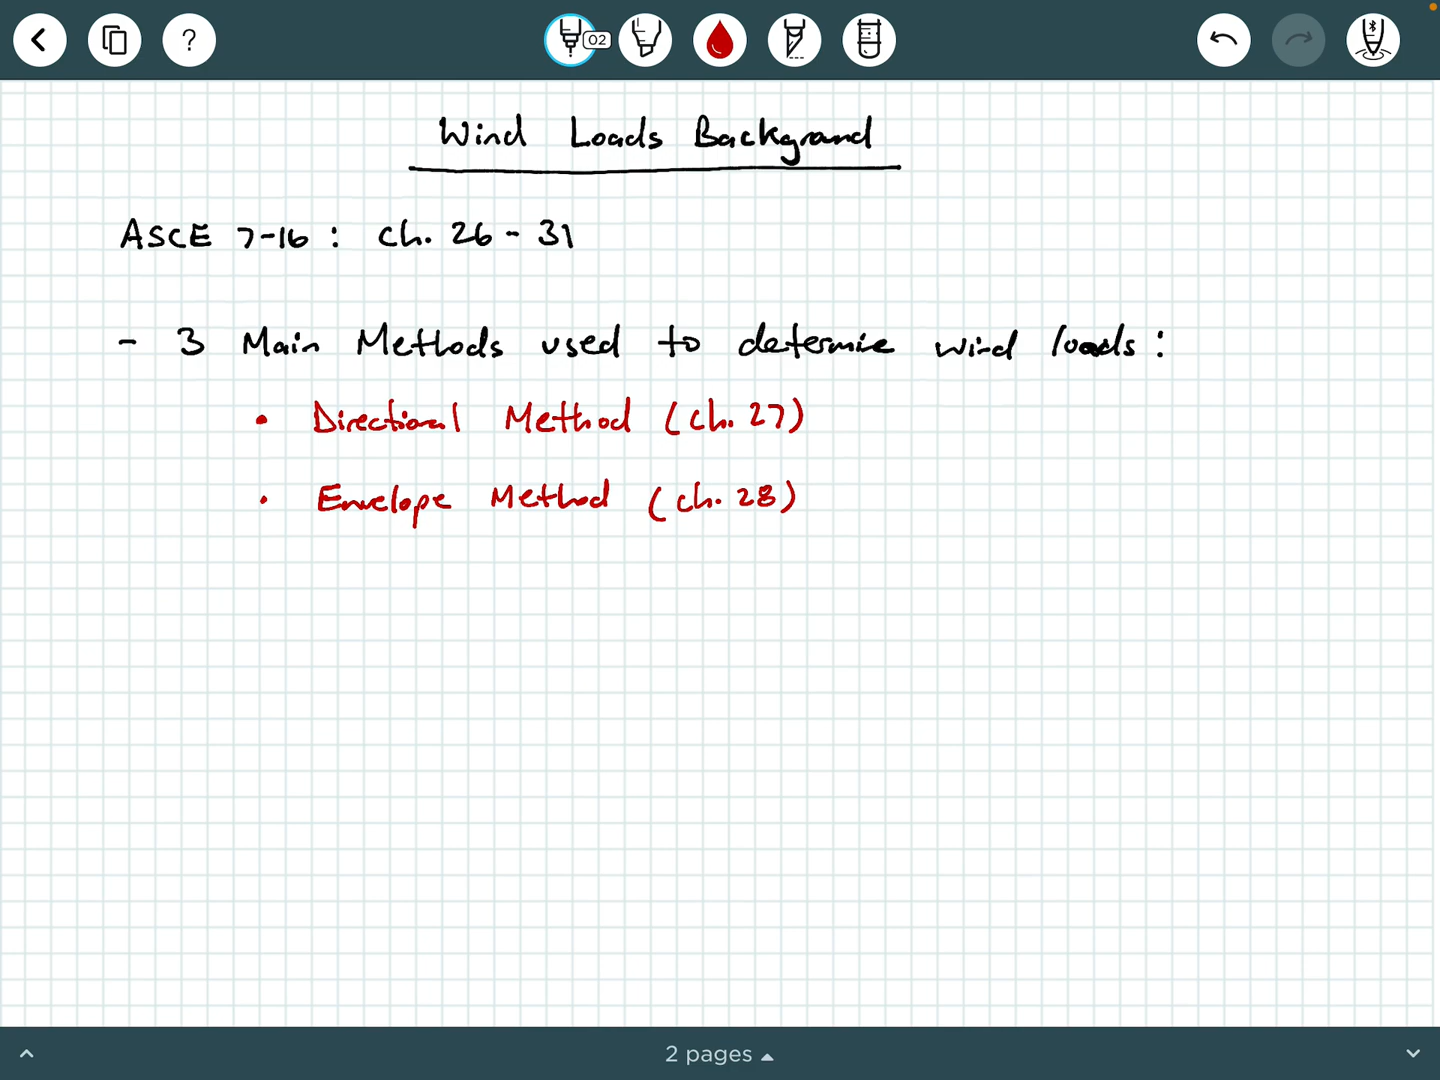 ?
02
Wind Loads Background
ASCE 7-16 : Ch. 26 - 31
- 3 Main Methods used to determine wind loads :
• Directional Method (Ch. 27)
• Envelope Method (Ch. 28)
2 pages